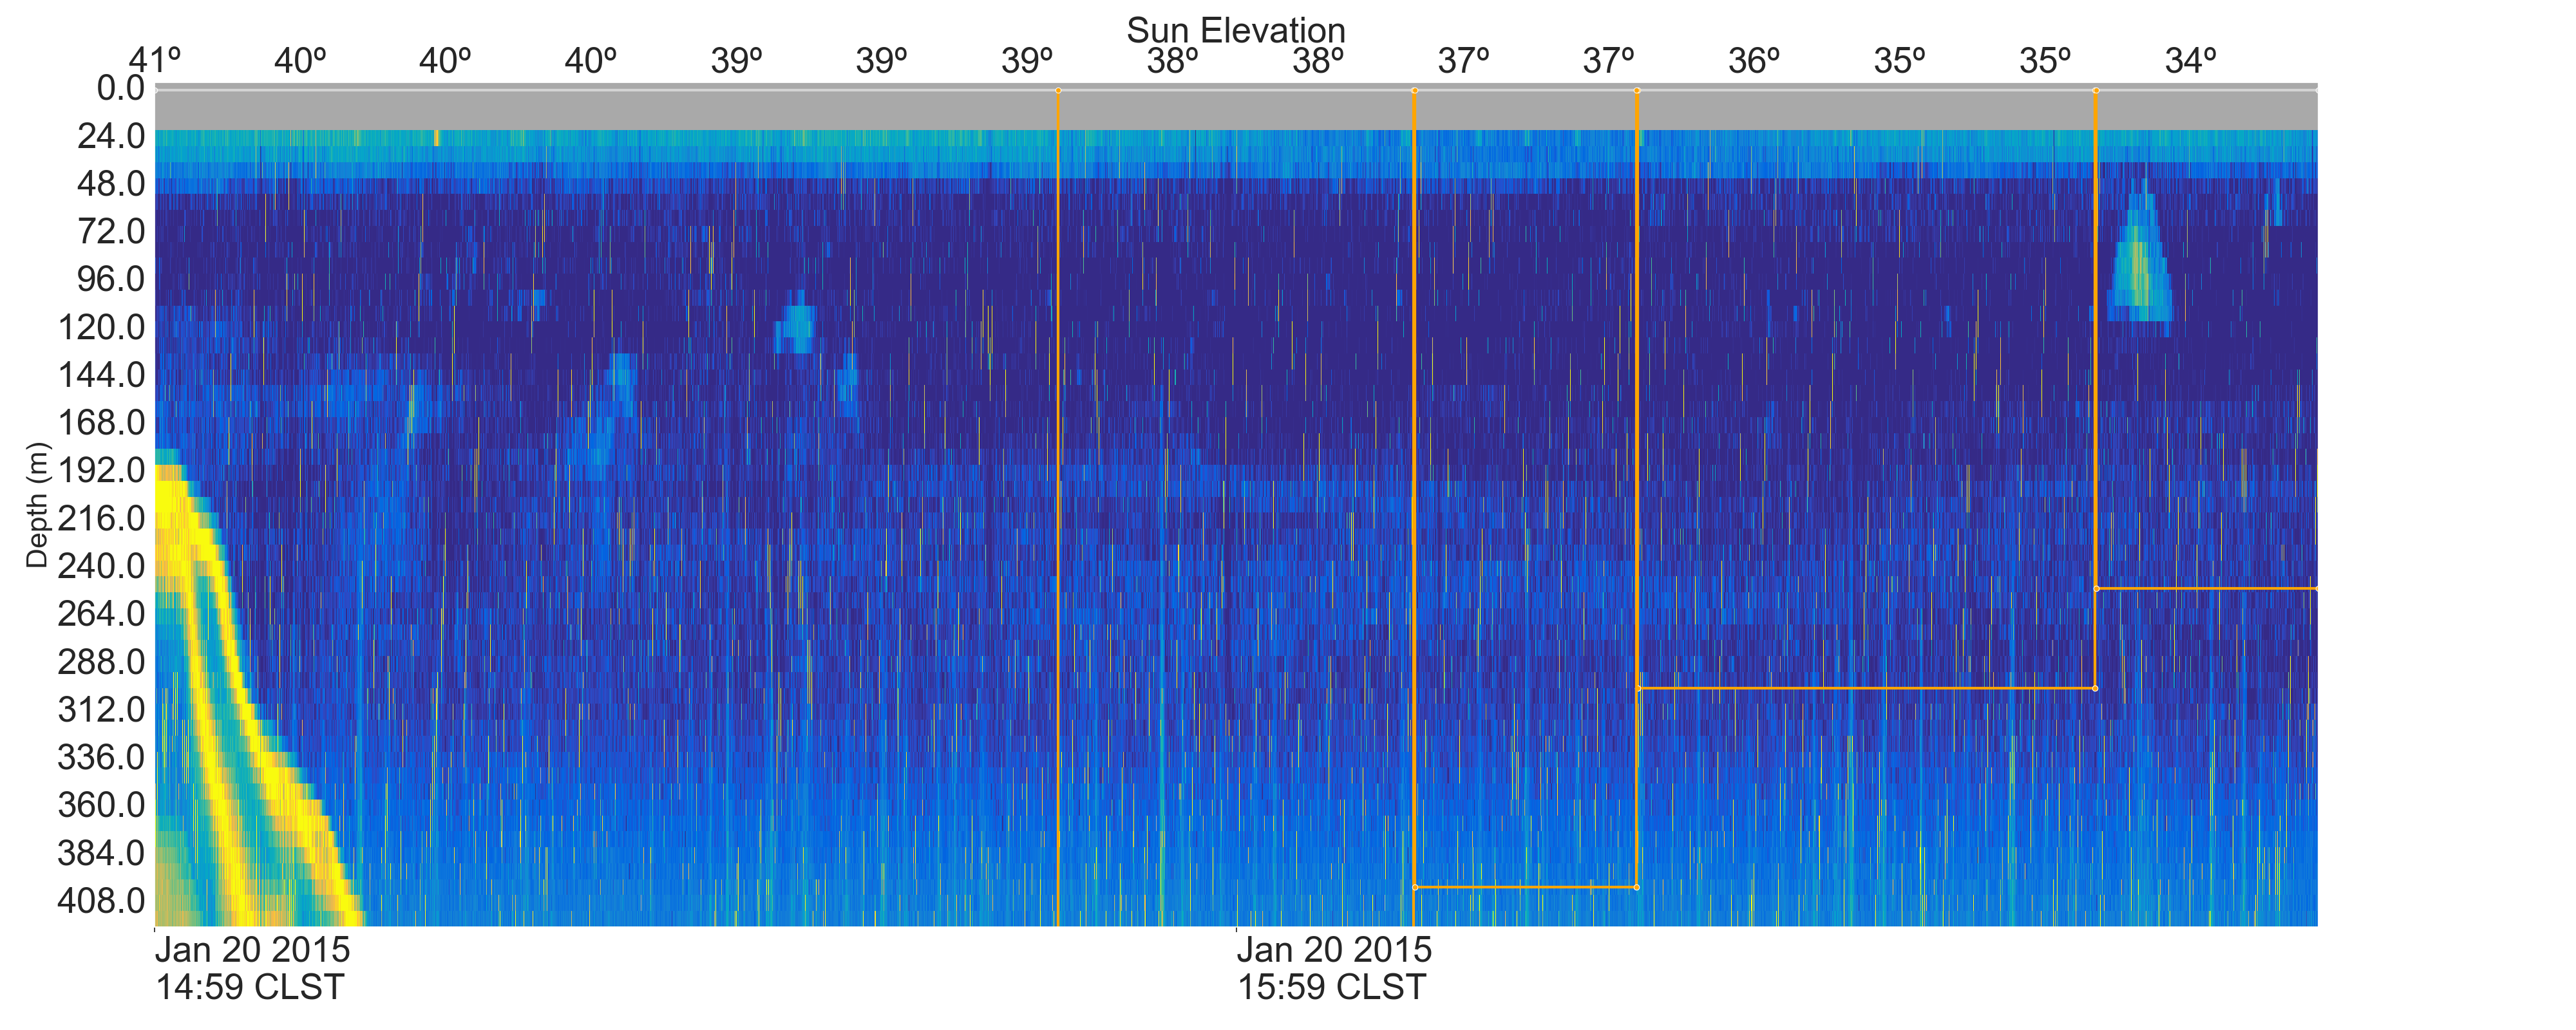 Sun Elevation
41º 40º 40º 40º 39º 39º 39º 38º 38º 37º 37º 36º 35º 35º 34º
0.0
24.0
48.0
72.0
96.0
120.0
144.0
168.0
192.0
216.0
240.0
264.0
288.0
312.0
336.0
360.0
384.0
408.0
Depth (m)
Jan 20 2015
14:59 CLST
Jan 20 2015
15:59 CLST